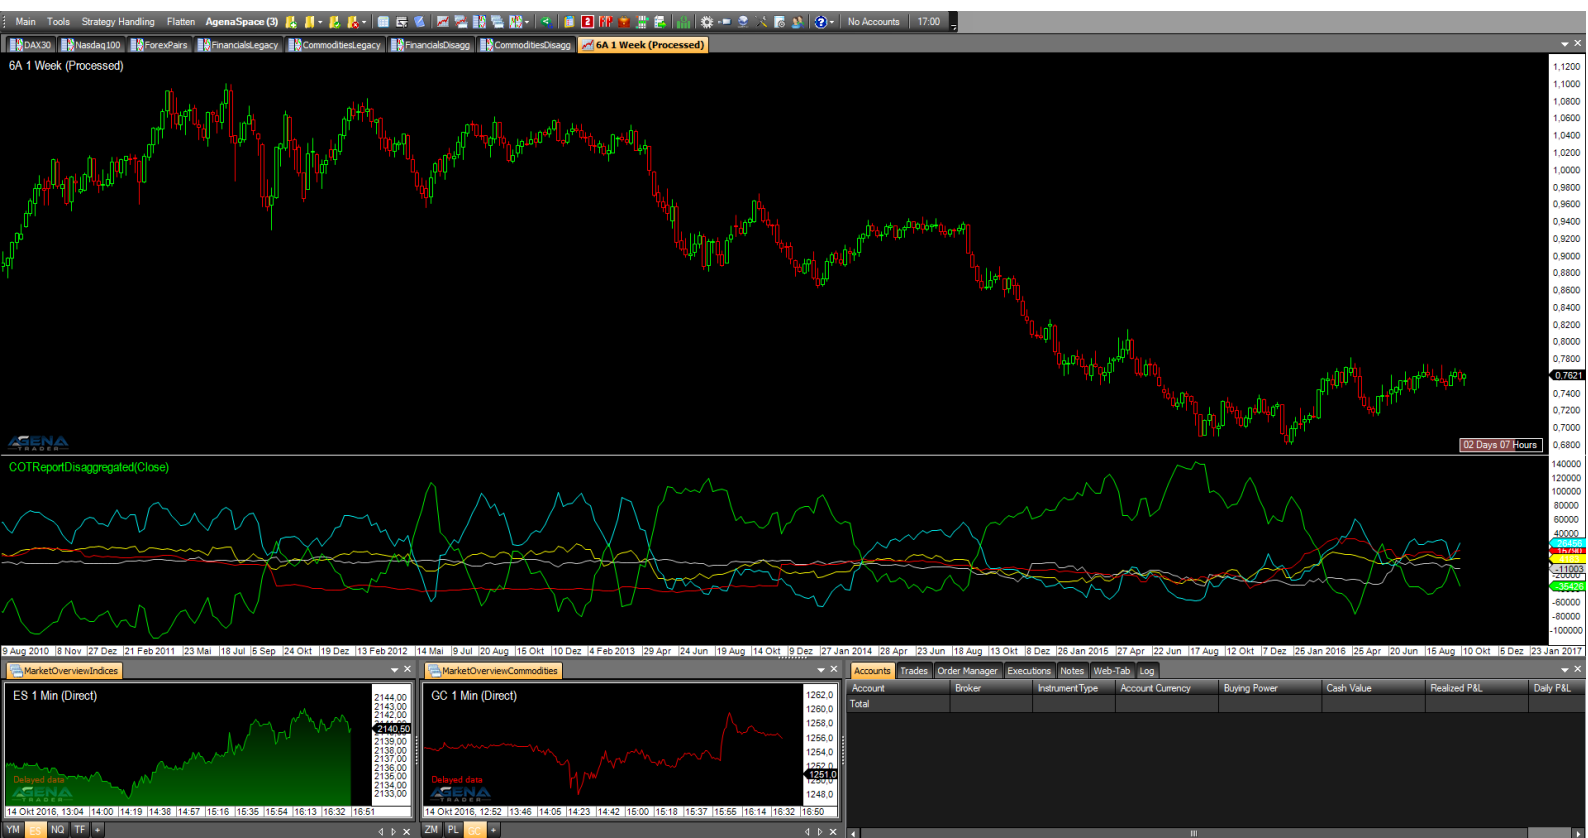 Main Tools Strategy Handling Flatten AgenaSpace (3) No Accounts 17:00
DAX30 Nasdaq100 ForexPairs FinancialsLegacy CommoditiesLegacy FinancialsDisagg CommoditiesDisagg 6A 1 Week (Processed)
6A 1 Week (Processed)
1,1200
1,1000
1,0800
1,0600
1,0400
1,0200
1,0000
0,9800
0,9600
0,9400
0,9200
0,9000
0,8800
0,8600
0,8400
0,8200
0,8000
0,7800
0,7621
0,7400
0,7200
0,7000
0,6800
AGENA
TRADER
02 Days 07 Hours
COTReportDisaggregated(Close)
140000
120000
100000
80000
60000
40000
26456
-11003
-20000
-36426
-60000
-80000
-100000
9 Aug 2010 8 Nov 27 Dez 21 Feb 2011 23 Mai 18 Jul 5 Sep 24 Okt 19 Dez 13 Feb 2012 14 Mai 9 Jul 20 Aug 15 Okt 10 Dez 4 Feb 2013 29 Apr 24 Jun 19 Aug 14 Okt 9 Dez 27 Jan 2014 28 Apr 23 Jun 18 Aug 13 Okt 8 Dez 26 Jan 2015 27 Apr 22 Jun 17 Aug 12 Okt 7 Dez 25 Jan 2016 25 Apr 20 Jun 15 Aug 10 Okt 5 Dez 23 Jan 2017
MarketOverviewIndices
ES 1 Min (Direct)
2144,00
2143,00
2142,00
2140,50
2139,00
2138,00
2137,00
2136,00
2135,00
2134,00
2133,00
Delayed data
AGENA
TRADER
14 Okt 2016, 13:04 14:00 14:19 14:38 14:57 15:16 15:35 15:54 16:13 16:32 16:51
YM ES NQ TF +
MarketOverviewCommodities
GC 1 Min (Direct)
1262,0
1260,0
1258,0
1256,0
1254,0
1252,0
1251,0
1248,0
Delayed data
AGENA
TRADER
14 Okt 2016, 12:52 13:46 14:05 14:23 14:42 15:00 15:18 15:37 15:55 16:14 16:32 16:50
ZM PL GC +
Accounts Trades Order Manager Executions Notes Web-Tab Log
Account Broker InstrumentType Account Currency Buying Power Cash Value Realized P&L Daily P&L
Total